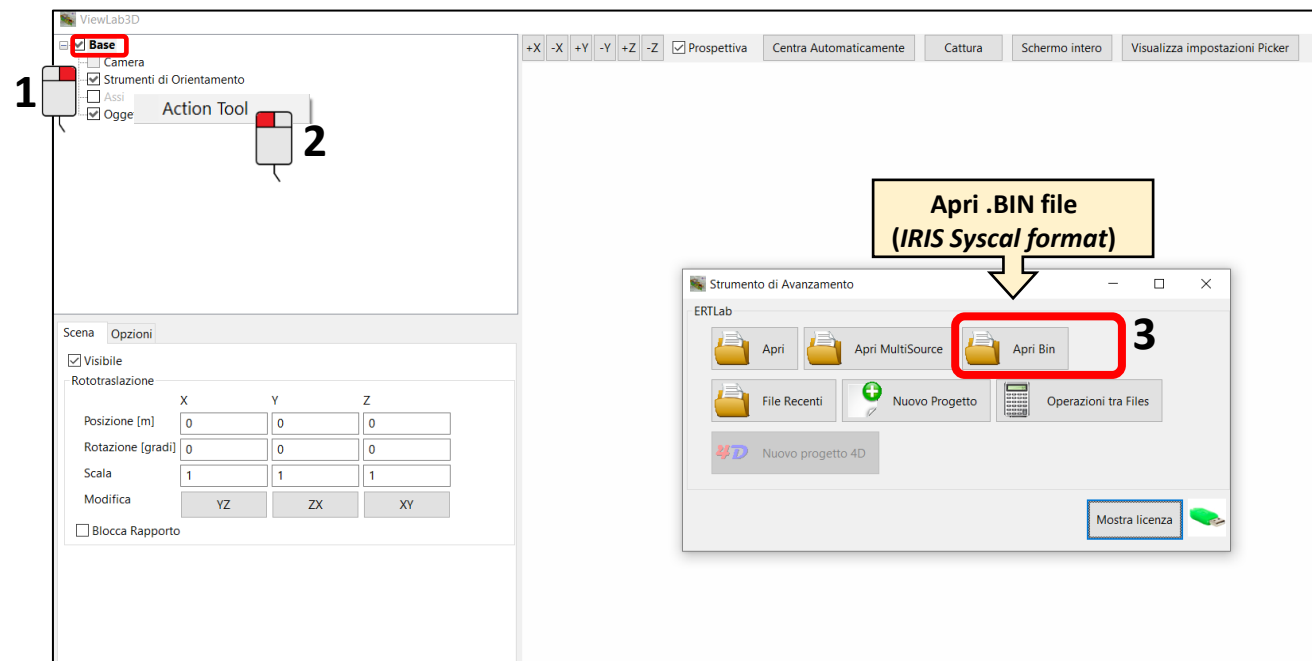 ViewLab3D
Base
Camera
Strumenti di Orientamento
Assi
Ogge
1
Action Tool
2
+X -X +Y -Y +Z -Z Prospettiva Centra Automaticamente Cattura Schermo intero Visualizza impostazioni Picker
Apri .BIN file
(IRIS Syscal format)
Strumento di Avanzamento
ERTLab
Apri Apri MultiSource Apri Bin
3
File Recenti Nuovo Progetto Operazioni tra Files
4D Nuovo progetto 4D
Mostra licenza
Scena Opzioni
Visibile
Rototraslazione
X Y Z
Posizione [m] 0 0 0
Rotazione [gradi] 0 0 0
Scala 1 1 1
Modifica YZ ZX XY
Blocca Rapporto